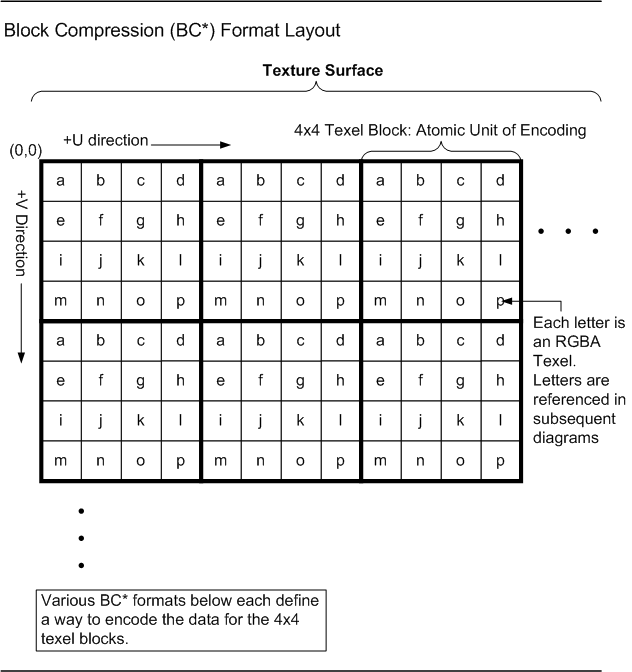 Block Compression (BC*) Format Layout
Texture Surface
+U direction
4x4 Texel Block: Atomic Unit of Encoding
(0,0)
+V Direction
a b c d a b c d a b c d
e f g h e f g h e f g h
i j k l i j k l i j k l
m n o p m n o p m n o p
a b c d a b c d a b c d
e f g h e f g h e f g h
i j k l i j k l i j k l
m n o p m n o p m n o p
Each letter is
an RGBA
Texel.
Letters are
referenced in
subsequent
diagrams
Various BC* formats below each define
a way to encode the data for the 4x4
texel blocks.